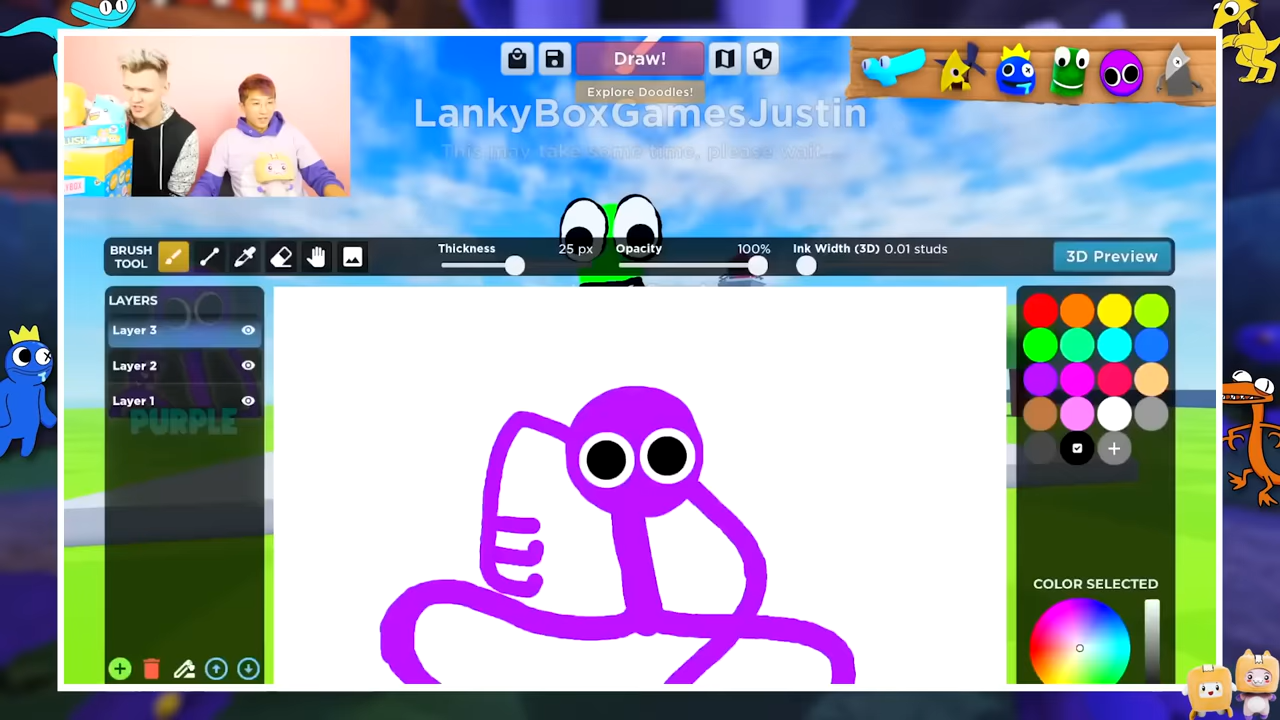 Draw!
Explore Doodles!
LankyBoxGamesJustin
This may take some time, please wait...
BRUSH
TOOL
Thickness
25 px
Opacity
100%
Ink Width (3D) 0.01 studs
3D Preview
LAYERS
Layer 3
Layer 2
Layer 1
PURPLE
COLOR SELECTED